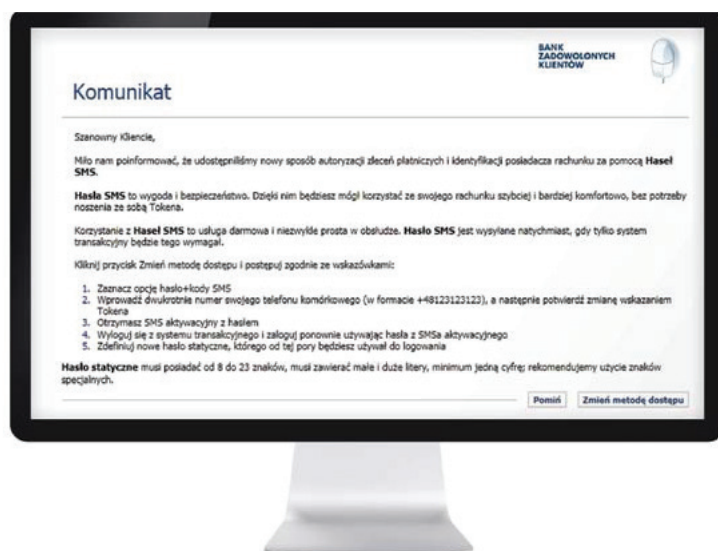 BANK
ZADOWOLONYCH
KLIENTÓW
Komunikat
Szanowny Kliencie,
Miło nam poinformować, że udostępniliśmy nowy sposób autoryzacji zleceń płatniczych i identyfikacji posiadacza rachunku za pomocą Haseł
SMS.
Hasła SMS to wygoda i bezpieczeństwo. Dzięki nim będziesz mógł korzystać ze swojego rachunku szybciej i bardziej komfortowo, bez potrzeby
noszenia ze sobą Tokena.
Korzystanie z Haseł SMS to usługa darmowa i niezwykle prosta w obsłudze. Hasło SMS jest wysyłane natychmiast, gdy tylko system
transakcyjny będzie tego wymagał.
Kliknij przycisk Zmień metodę dostępu i postępuj zgodnie ze wskazówkami:
1. Zaznacz opcję hasło+kody SMS
2. Wprowadź dwukrotnie numer swojego telefonu komórkowego (w formacie +48123123123), a następnie potwierdź zmianę wskazaniem
Tokena
3. Otrzymasz SMS aktywacyjny z hasłem
4. Wyloguj się z systemu transakcyjnego i zaloguj ponownie używając hasła z SMSa aktywacyjnego
5. Zdefiniuj nowe hasło statyczne, którego od tej pory będziesz używał do logowania
Hasło statyczne musi posiadać od 8 do 23 znaków, musi zawierać małe i duże litery, minimum jedną cyfrę; rekomendujemy użycie znaków
specjalnych.
Pomiń Zmień metodę dostępu